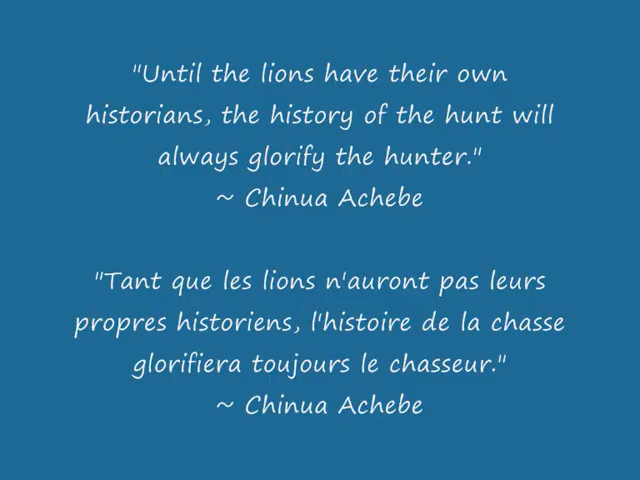 "Until the lions have their own
historians, the history of the hunt will
always glorify the hunter."
~ Chinua Achebe
"Tant que les lions n'auront pas leurs
propres historiens, l'histoire de la chasse
glorifiera toujours le chasseur."
~ Chinua Achebe